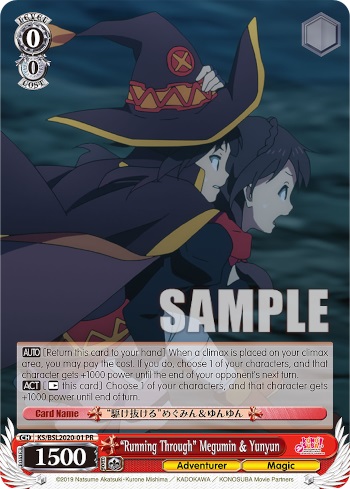 LEVEL
0
0
COST
SAMPLE
AUTO [Return this card to your hand] When a climax is placed on your climax
area, you may pay the cost. If you do, choose 1 of your characters, and that
character gets +1000 power until the end of your opponent's next turn.
ACT [Rest this card] Choose 1 of your characters, and that character
gets +1000 power until end of turn.
Card Name
"駆け抜ける"めぐみん＆ゆんゆん
CH KS/BSL2020-01 PR
"Running Through" Megumin & Yunyun
1500
Adventurer
Magic
©2019 Natsume Akatsuki・Kurone Mishima / KADOKAWA / KONOSUBA Movie Partners